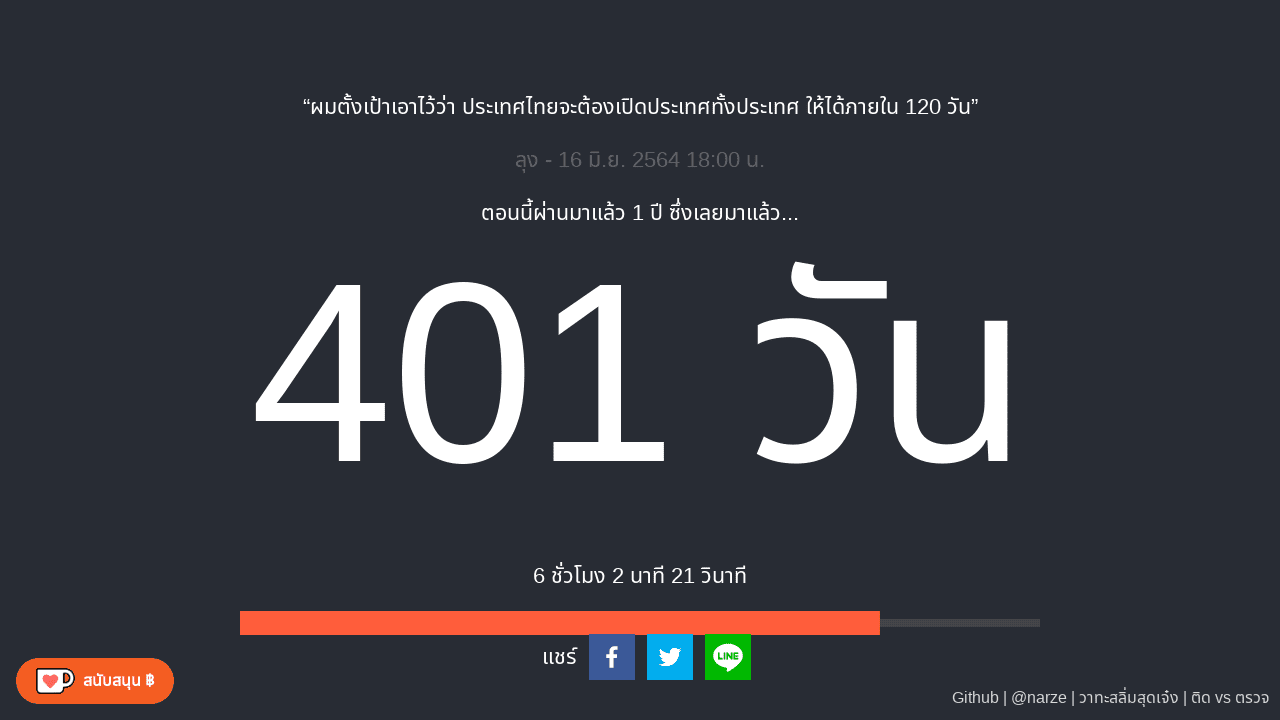 “ผมตั้งเป้าเอาไว้ว่า ประเทศไทยจะต้องเปิดประเทศทั้งประเทศ ให้ได้ภายใน 120 วัน”
ลุง - 16 มิ.ย. 2564 18:00 น.
ตอนนี้ผ่านมาแล้ว 1 ปี ซึ่งเลยมาแล้ว...
401 วัน
6 ชั่วโมง 2 นาที 21 วินาที
แชร์
LINE
สนับสนุน ฿
Github | @narze | วาทะสลิ่มสุดเจ๋ง | ติด vs ตรวจ